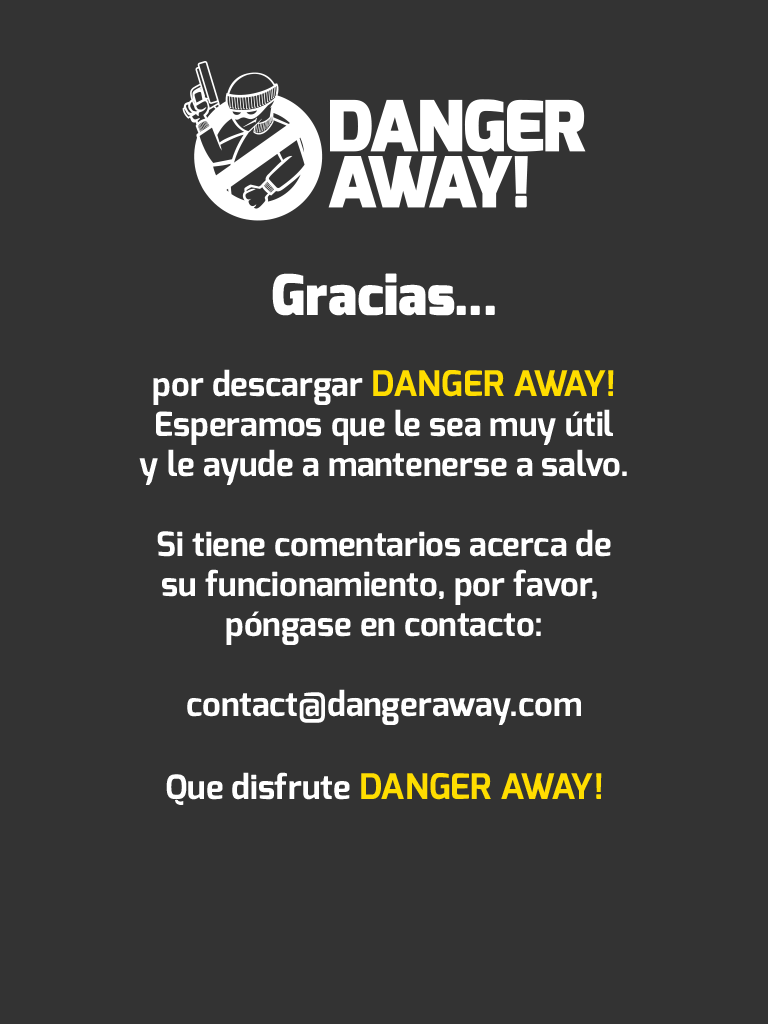 DANGER
AWAY!
Gracias...
por descargar DANGER AWAY!
Esperamos que le sea muy útil
y le ayude a mantenerse a salvo.
Si tiene comentarios acerca de
su funcionamiento, por favor,
póngase en contacto:
contact@dangeraway.com
Que disfrute DANGER AWAY!